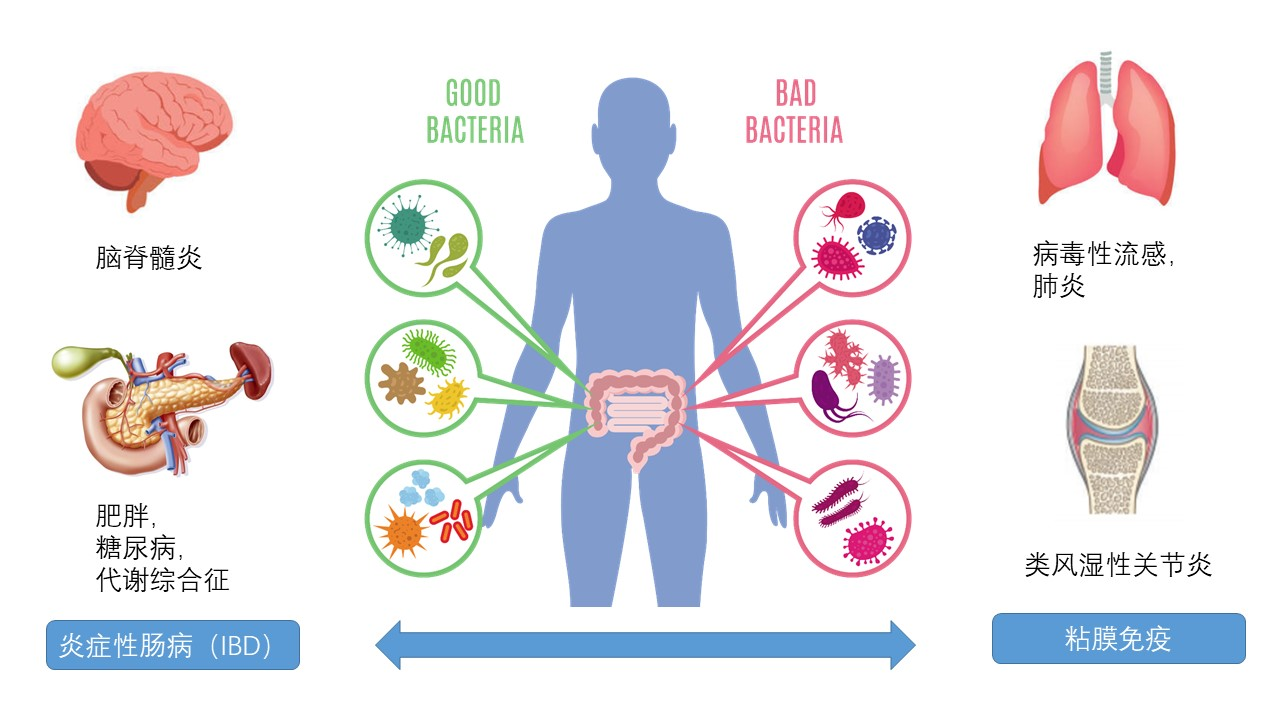 GOOD
BACTERIA
BAD
BACTERIA
脑脊髓炎
病毒性流感，
肺炎
肥胖，
糖尿病，
代谢综合征
类风湿性关节炎
炎症性肠病（IBD）
粘膜免疫